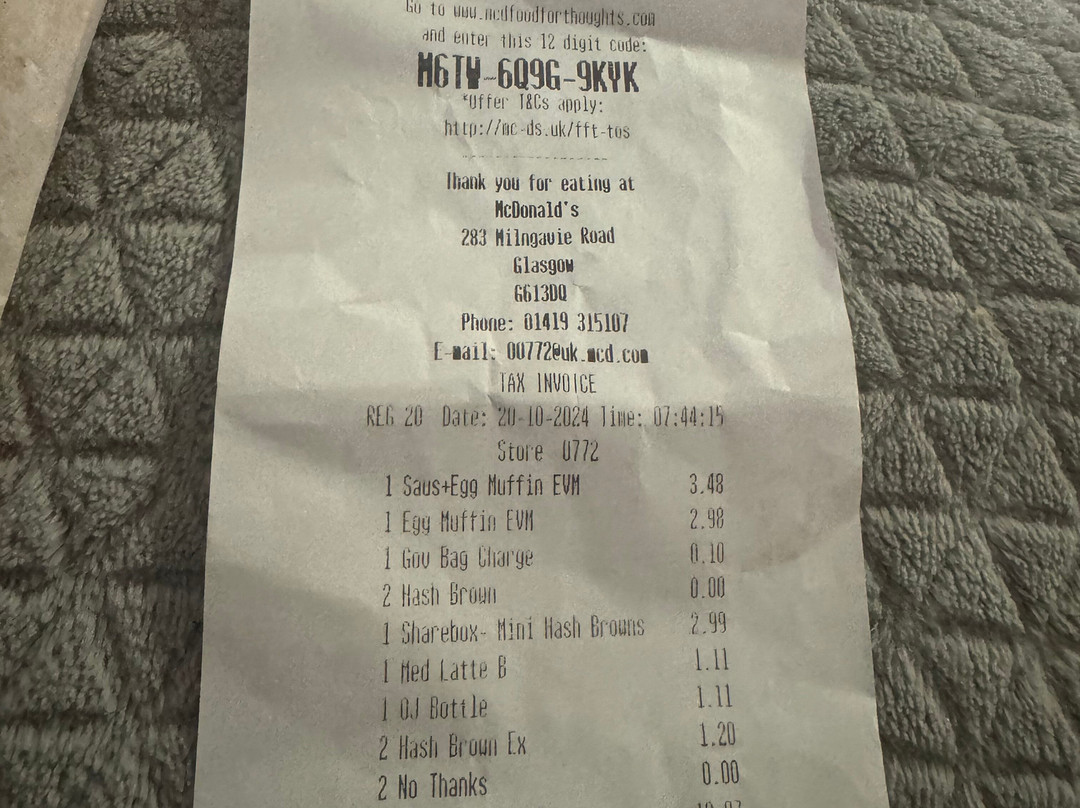 Go to www.mcdfoodforthoughts.com
and enter this 12 digit code:
M6TW-6Q9G-9KYK
*Offer T&Cs apply:
http://mc-ds.uk/fft-tos
Thank you for eating at
McDonald's
283 Milngavie Road
Glasgow
G613DQ
Phone: 01419 315107
E-mail: 00772@uk.mcd.com
TAX INVOICE
REG 20 Date: 20-10-2024 Time: 07:44:15
Store 0772
1 Saus+Egg Muffin EVM 3.48
1 Egg Muffin EVM 2.98
1 Gov Bag Charge 0.10
2 Hash Brown 0.00
1 Sharebox- Mini Hash Browns 2.99
1 Med Latte B 1.11
1 OJ Bottle 1.11
2 Hash Brown Ex 1.20
2 No Thanks 0.00